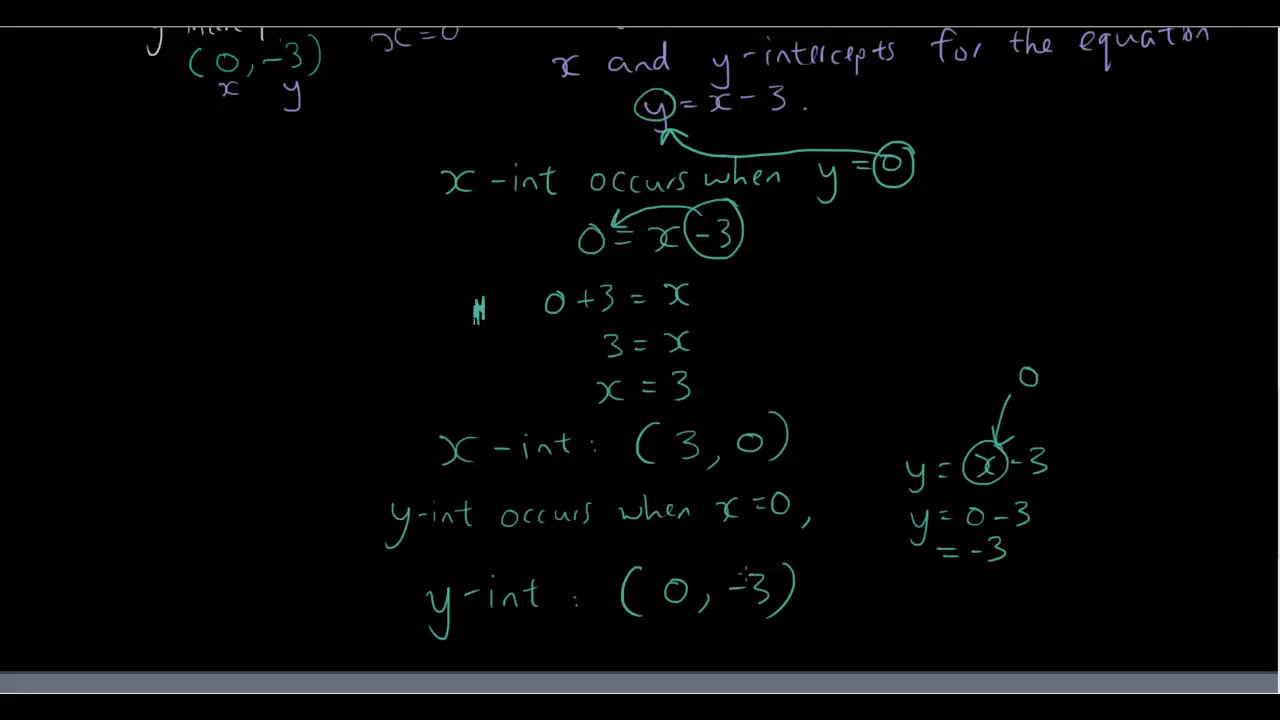 (0, -3) x=0
x y
x and y-intercepts for the equaton
y = x - 3 .
x -int occurs when y = 0
0 = x -3
0 + 3 = x
3 = x
x = 3
x - int : ( 3 , 0 )
y-int occurs when x = 0 ,
y-int : ( 0 , -3 )
0
y = x - 3
y = 0 - 3
= -3